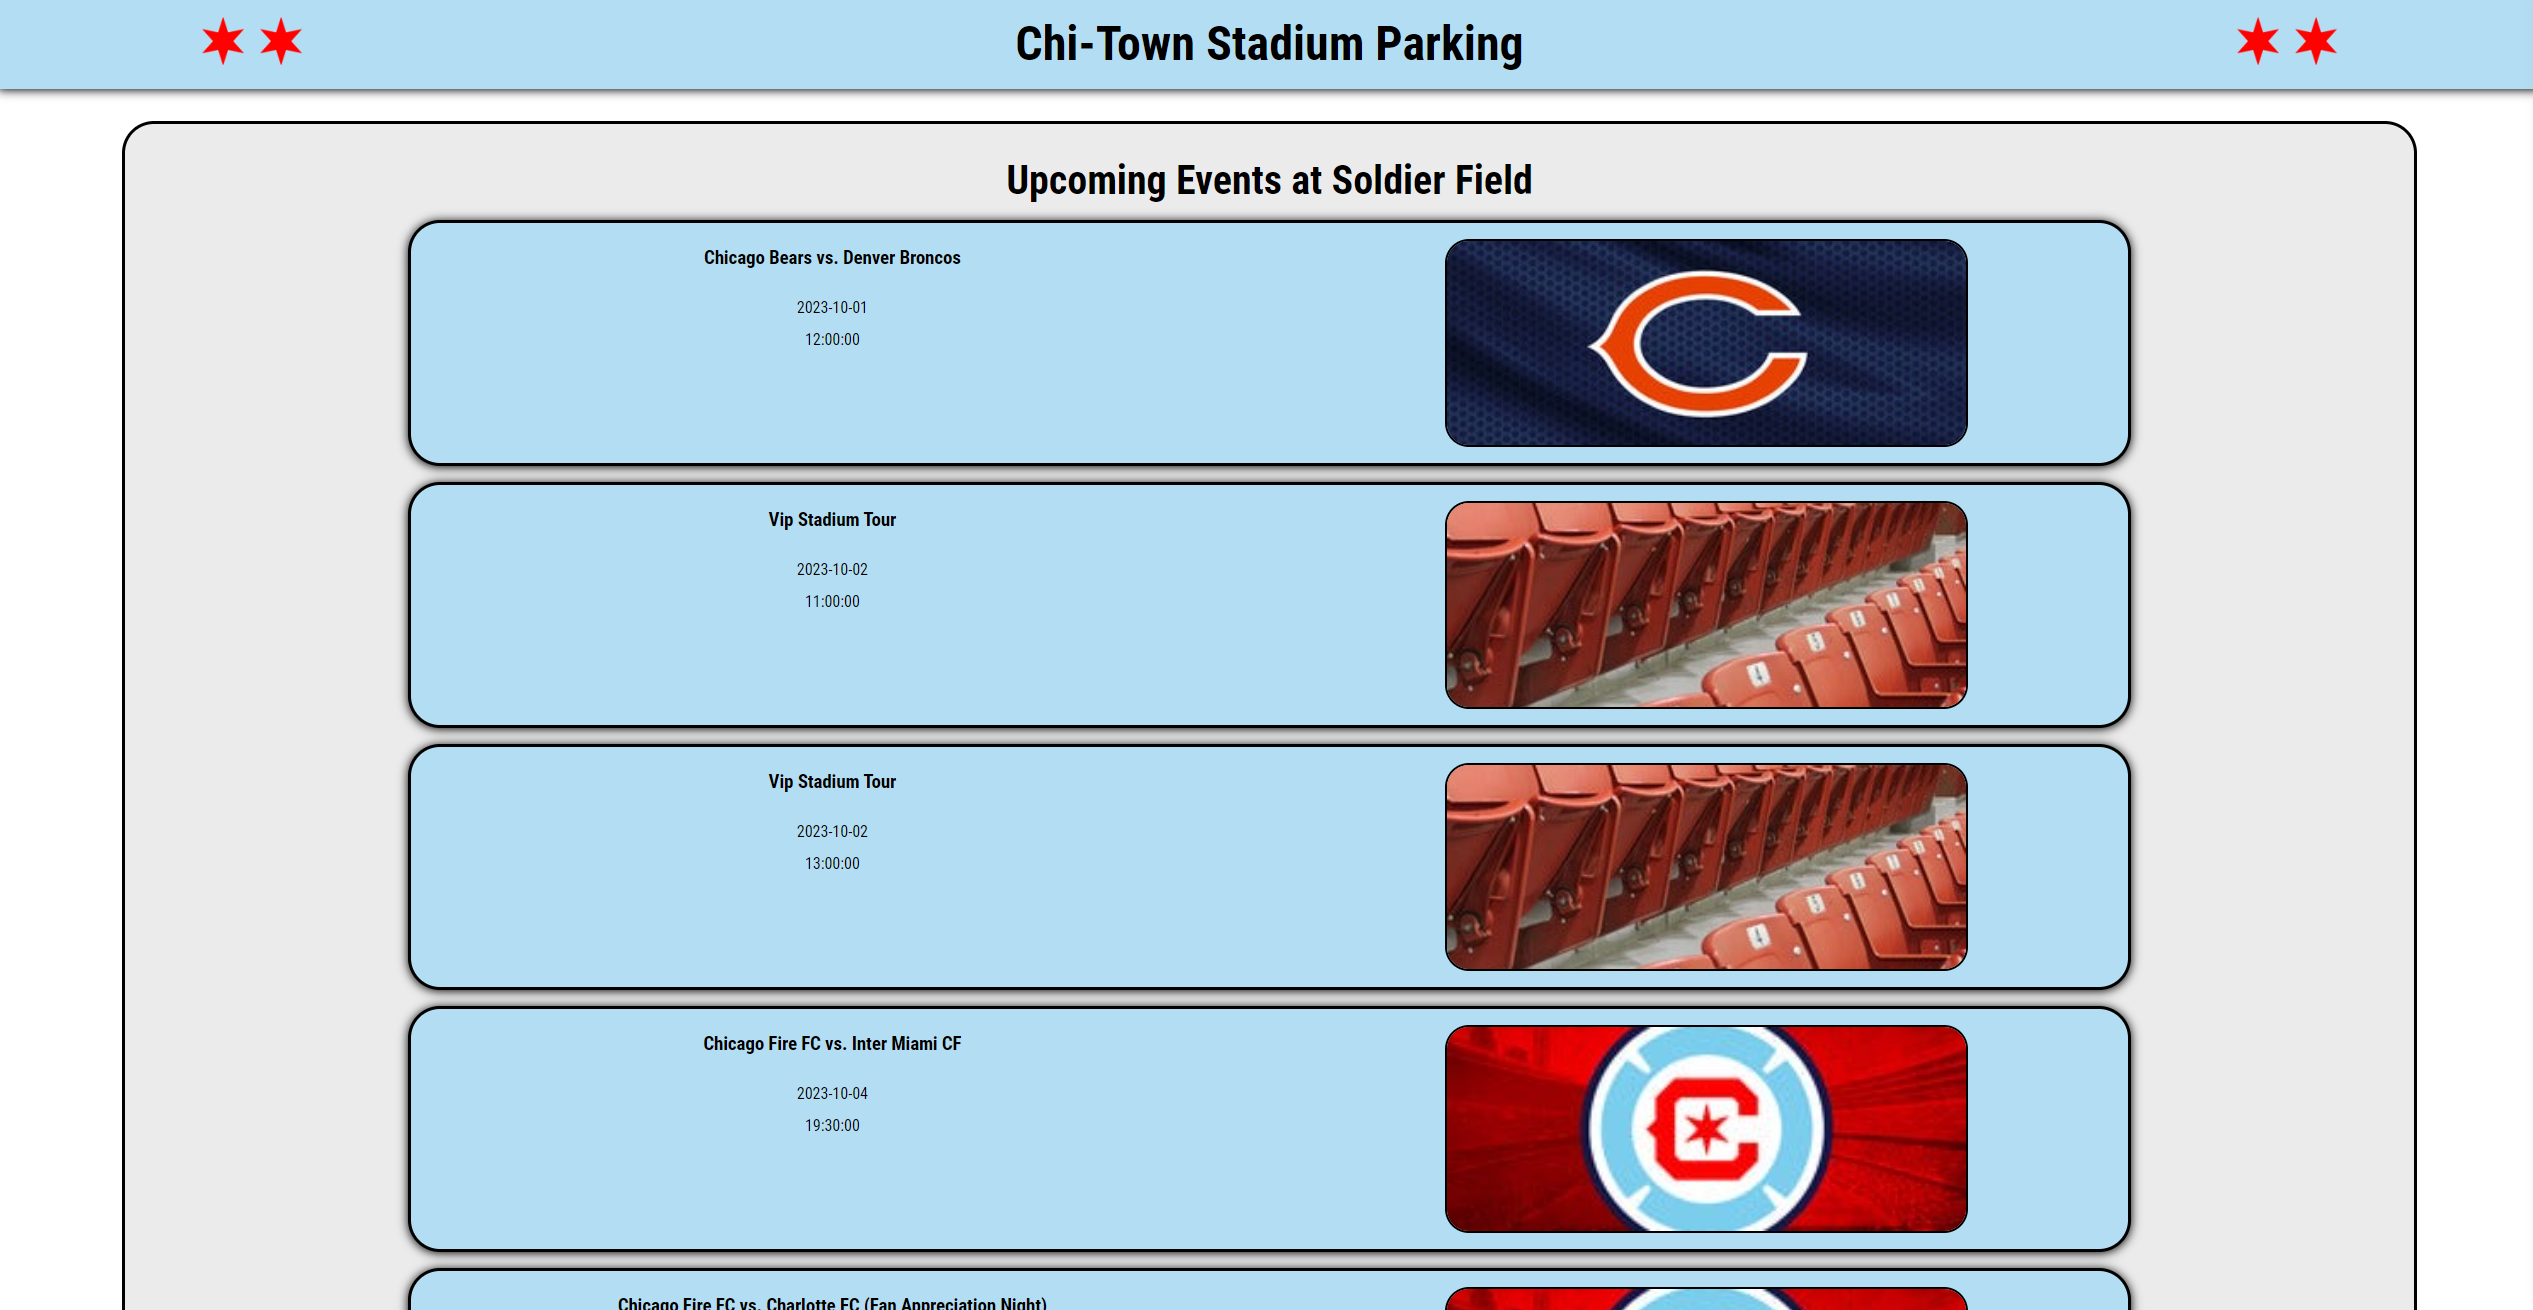 Chi-Town Stadium Parking
Upcoming Events at Soldier Field
Chicago Bears vs. Denver Broncos
2023-10-01
12:00:00
Vip Stadium Tour
2023-10-02
11:00:00
Vip Stadium Tour
2023-10-02
13:00:00
Chicago Fire FC vs. Inter Miami CF
2023-10-04
19:30:00
Chicago Fire FC vs. Charlotte FC (Fan Appreciation Night)